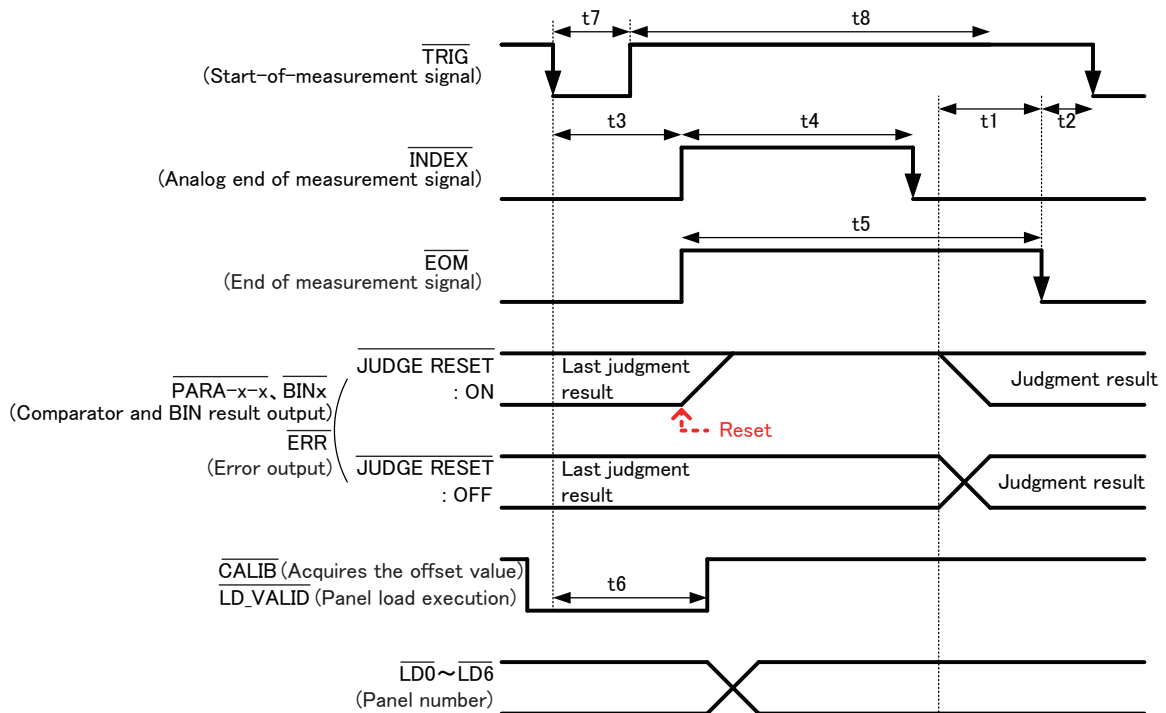 t7
t8
TRIG
(Start-of-measurement signal)
t1
t2
t3
t4
INDEX
(Analog end of measurement signal)
t5
EOM
(End of measurement signal)
JUDGE RESET
: ON
Last judgment
result
Judgment result
PARA-x-x、BINx
(Comparator and BIN result output)
Reset
ERR
(Error output)
JUDGE RESET
: OFF
Last judgment
result
Judgment result
CALIB (Acquires the offset value)
LD_VALID (Panel load execution)
t6
LD0～LD6
(Panel number)